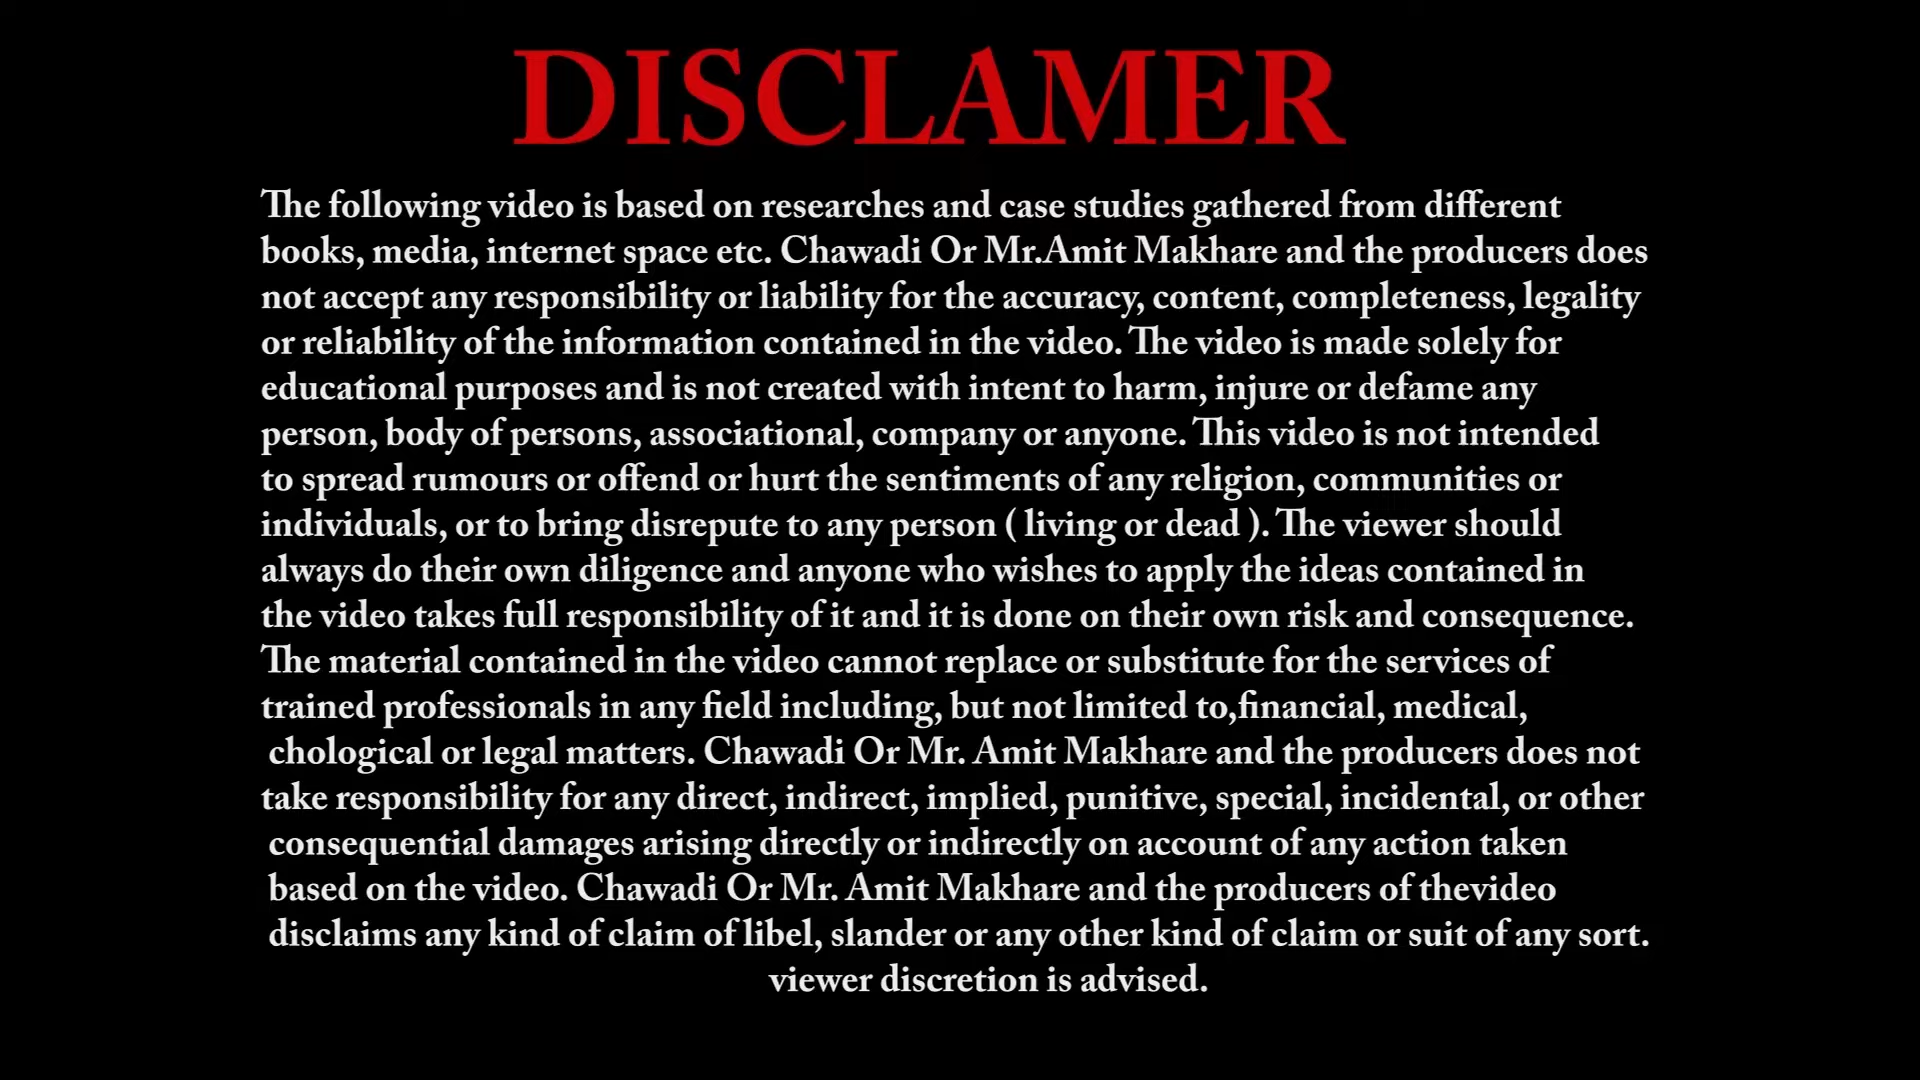 DISCLAMER
The following video is based on researches and case studies gathered from different
books, media, internet space etc. Chawadi Or Mr.Amit Makhare and the producers does
not accept any responsibility or liability for the accuracy, content, completeness, legality
or reliability of the information contained in the video. The video is made solely for
educational purposes and is not created with intent to harm, injure or defame any
person, body of persons, associational, company or anyone. This video is not intended
to spread rumours or offend or hurt the sentiments of any religion, communities or
individuals, or to bring disrepute to any person ( living or dead ). The viewer should
always do their own diligence and anyone who wishes to apply the ideas contained in
the video takes full responsibility of it and it is done on their own risk and consequence.
The material contained in the video cannot replace or substitute for the services of
trained professionals in any field including, but not limited to,financial, medical,
chological or legal matters. Chawadi Or Mr. Amit Makhare and the producers does not
take responsibility for any direct, indirect, implied, punitive, special, incidental, or other
consequential damages arising directly or indirectly on account of any action taken
based on the video. Chawadi Or Mr. Amit Makhare and the producers of thevideo
disclaims any kind of claim of libel, slander or any other kind of claim or suit of any sort.
viewer discretion is advised.